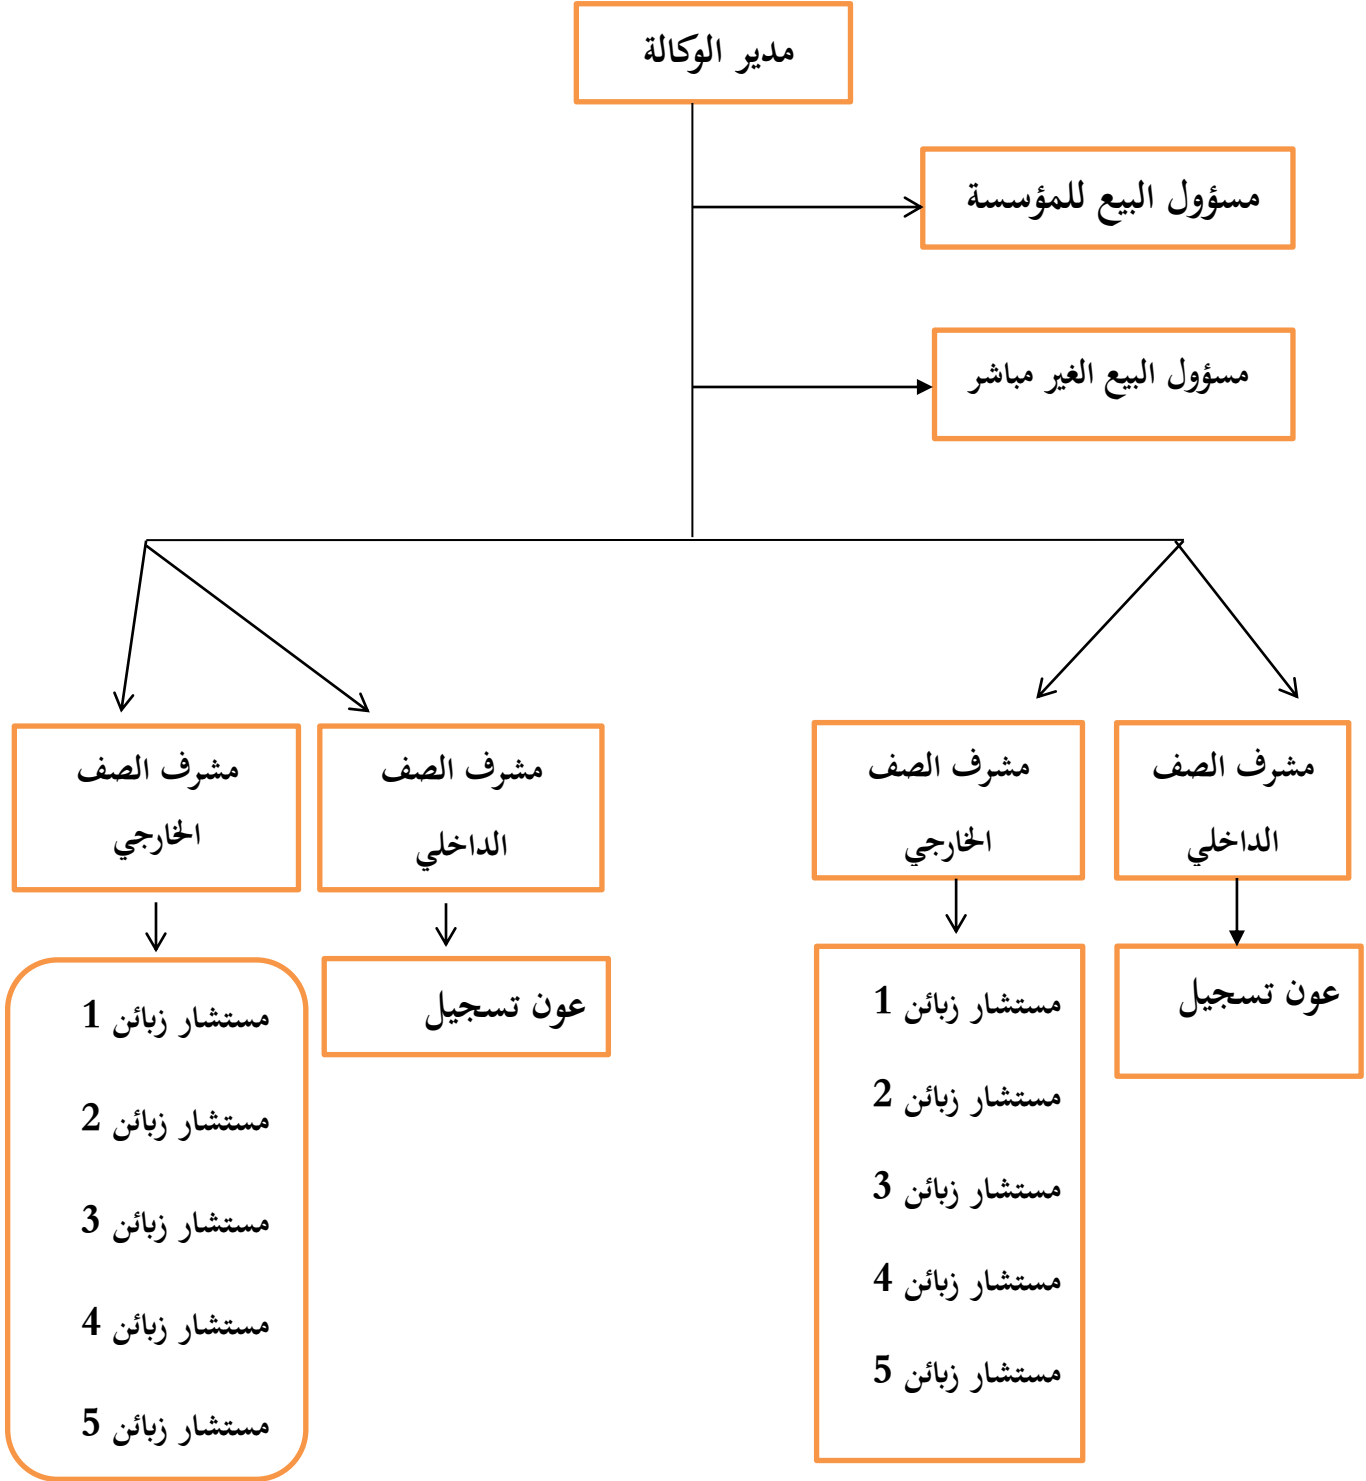 مدير الوكالة
مسؤول البيع للمؤسسة
مسؤول البيع الغير مباشر
مشرف الصف
الداخلي
مشرف الصف
الخارجي
مشرف الصف
الداخلي
مشرف الصف
الخارجي
عون تسجيل
مستشار زبائن 1
مستشار زبائن 2
مستشار زبائن 3
مستشار زبائن 4
مستشار زبائن 5
عون تسجيل
مستشار زبائن 1
مستشار زبائن 2
مستشار زبائن 3
مستشار زبائن 4
مستشار زبائن 5